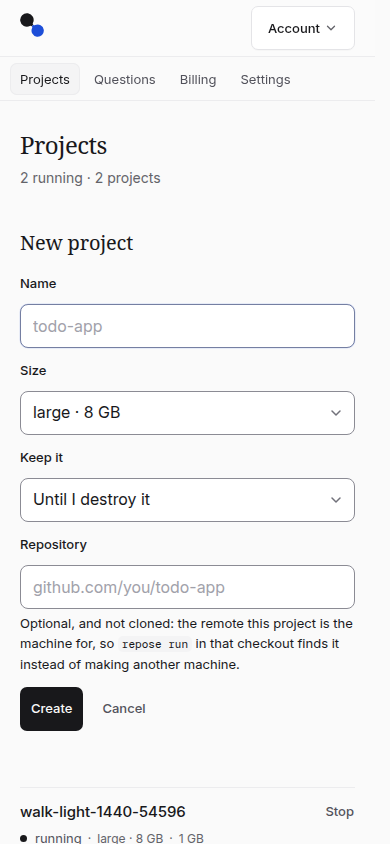 Account
Projects Questions Billing Settings
Projects
2 running · 2 projects
New project
Name
todo-app
Size
large · 8 GB
Keep it
Until I destroy it
Repository
github.com/you/todo-app
Optional, and not cloned: the remote this project is the
machine for, so repose run in that checkout finds it
instead of making another machine.
Create Cancel
walk-light-1440-54596 Stop
running · large · 8 GB · 1 GB